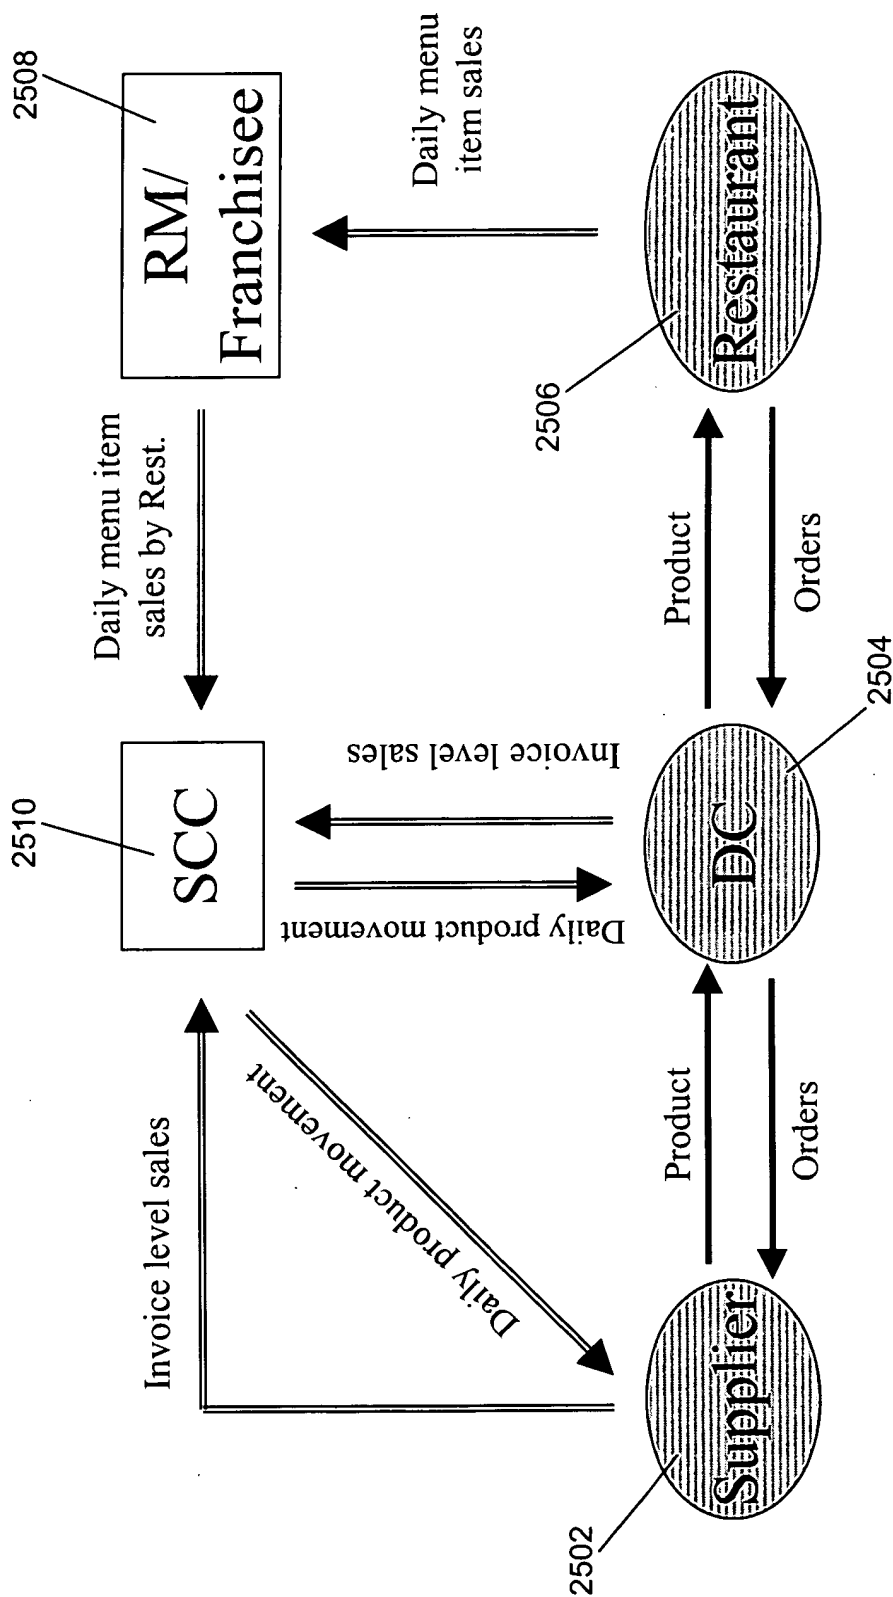 2508
RM/
Franchisee
Daily menu
item sales
Daily menu item
sales by Rest.
2510
SCC
Invoice level sales
Daily product movement
Invoice level sales
Daily product movement
2506
Restaurant
Product
Orders
2504
DC
Product
Orders
2502
Supplier